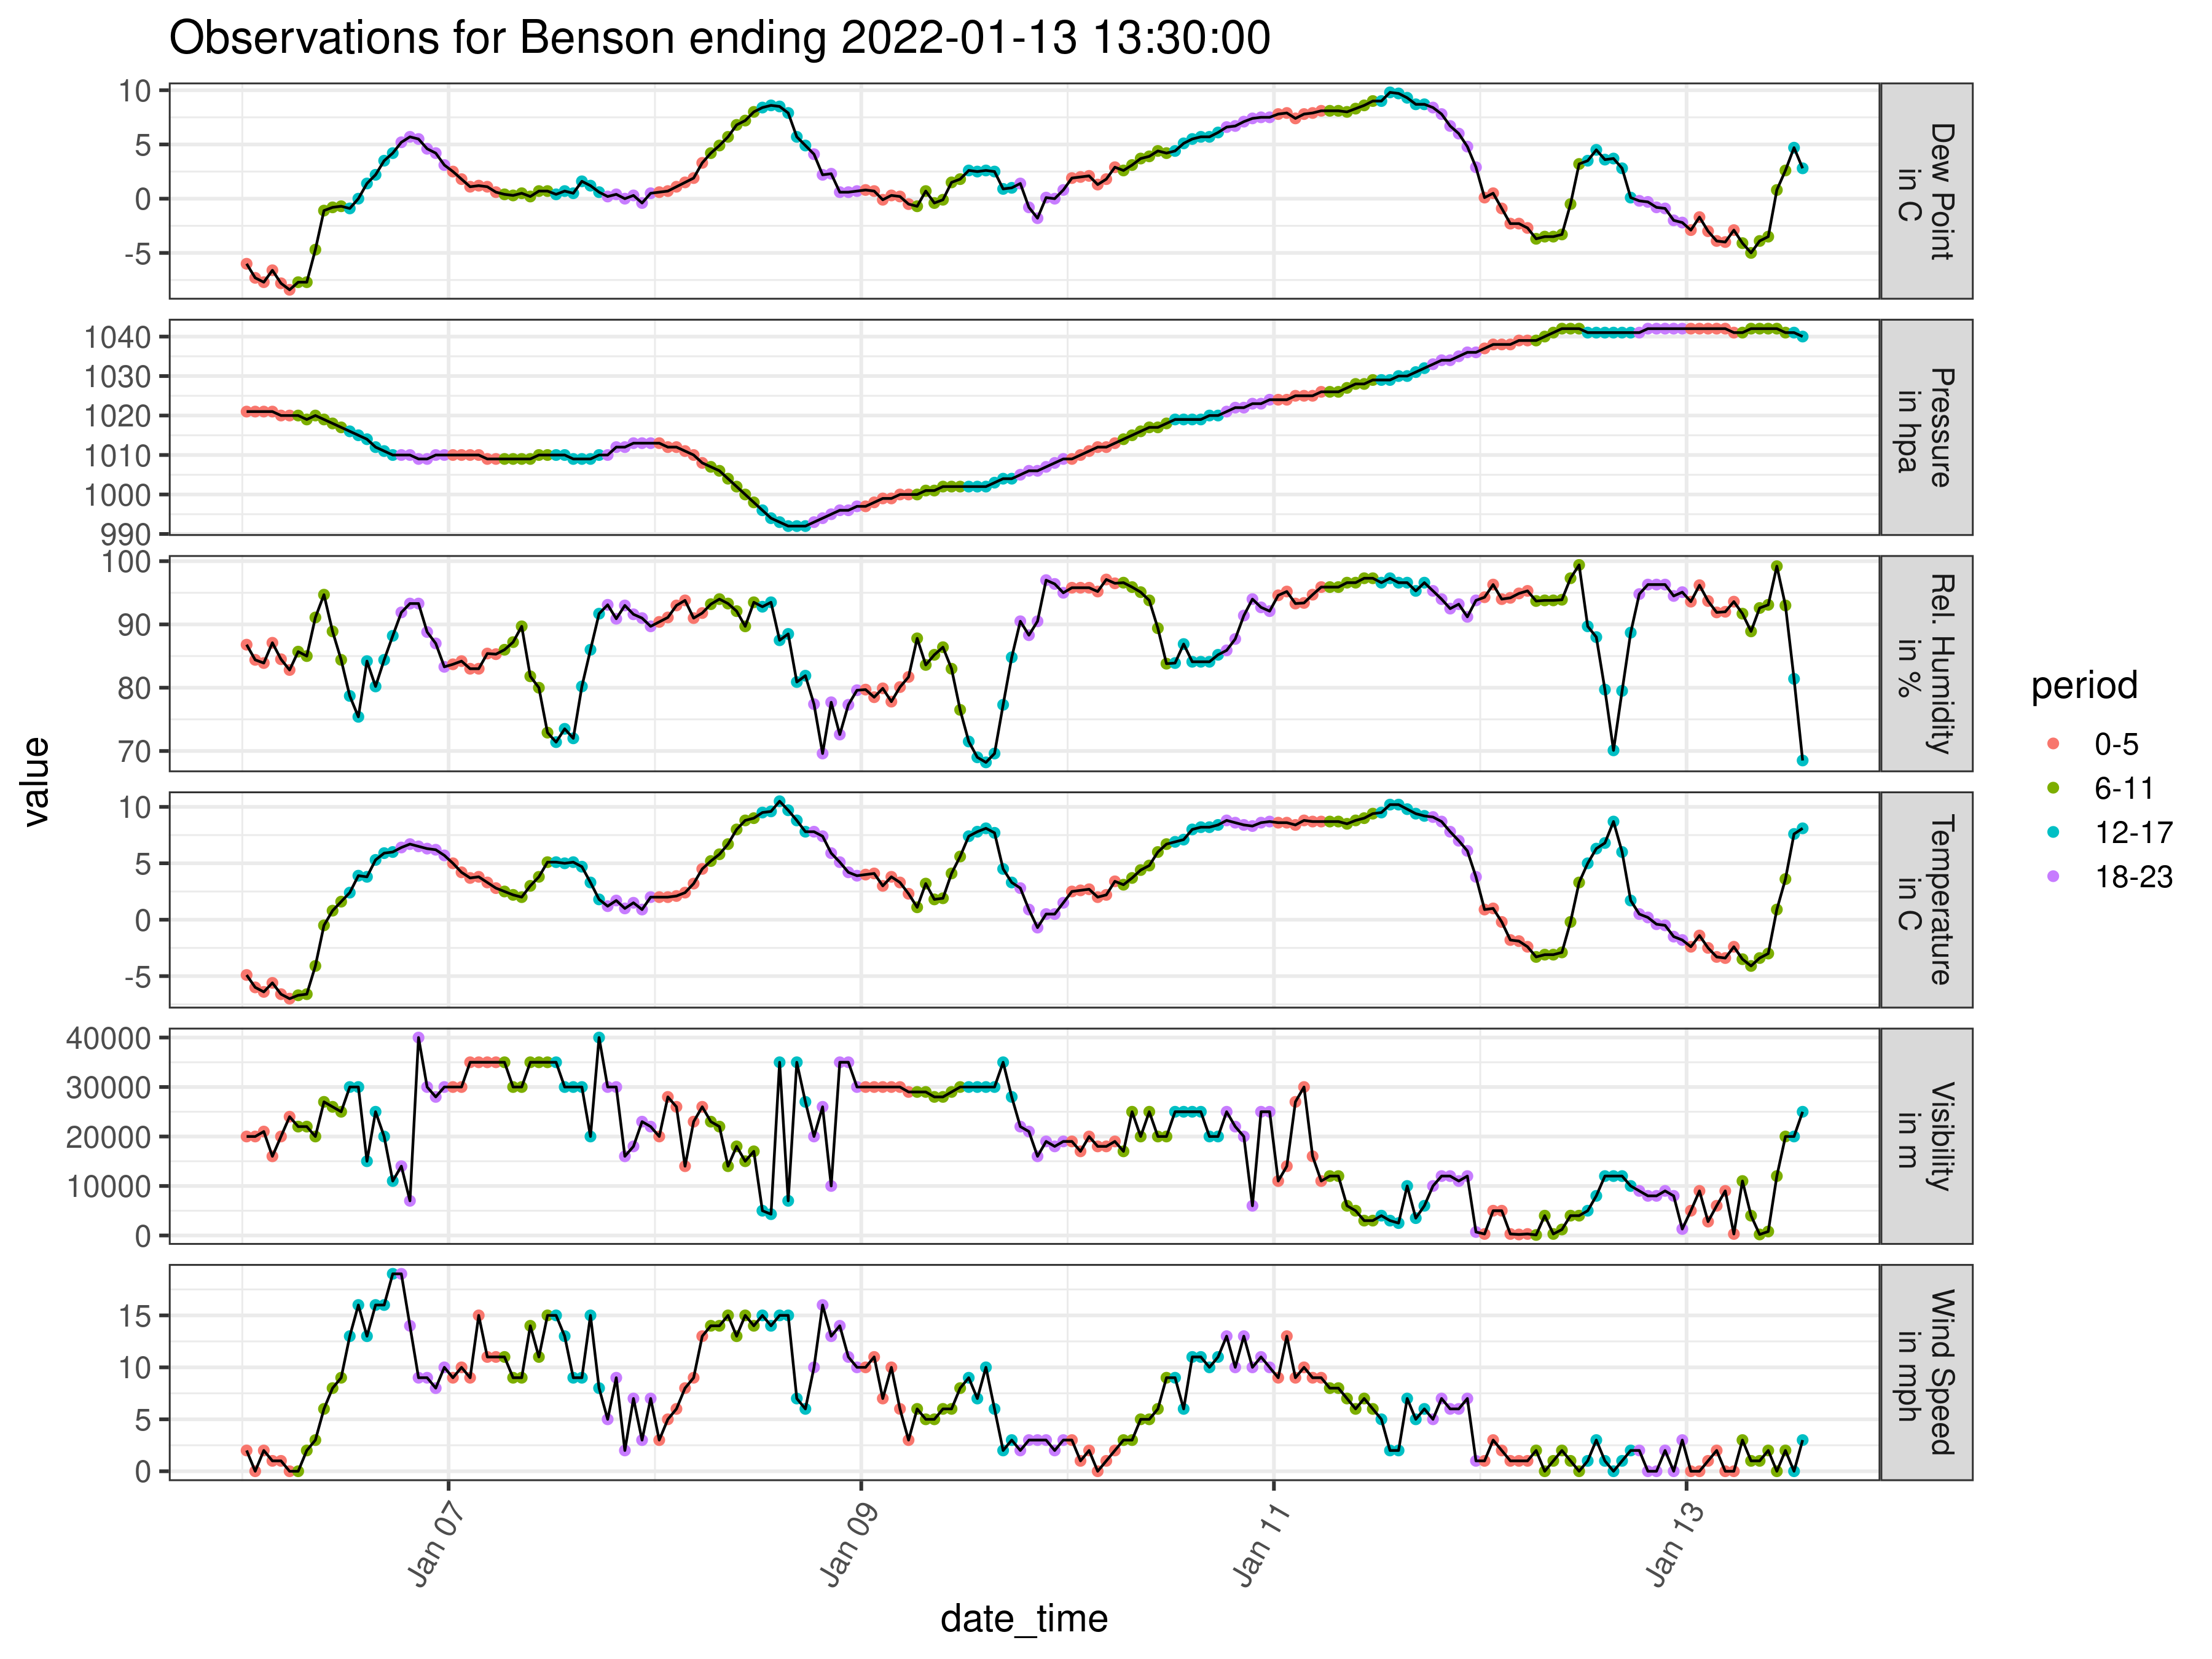 Observations for Benson ending 2022-01-13 13:30:00
value
10
5
0
-5
Dew Point
in C
1040
1030
1020
1010
1000
990
Pressure
in hpa
100
90
80
70
Rel. Humidity
in %
10
5
0
-5
Temperature
in C
40000
30000
20000
10000
0
Visibility
in m
15
10
5
0
Wind Speed
in mph
Jan 07
Jan 09
Jan 11
Jan 13
date_time
period
0-5
6-11
12-17
18-23